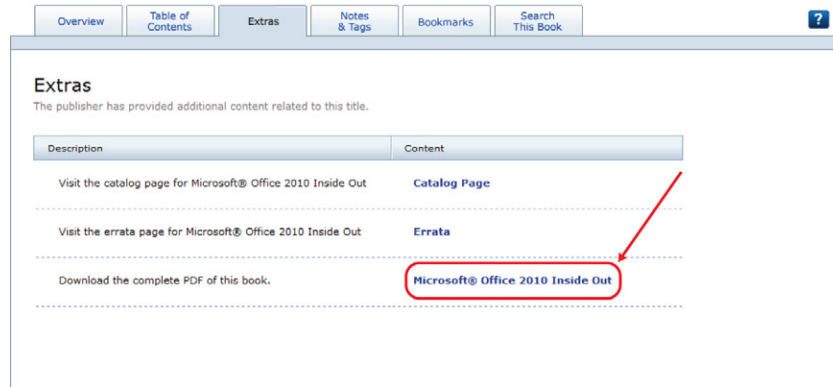 Overview
Table of
Contents
Extras
Notes
& Tags
Bookmarks
Search
This Book
?
Extras
The publisher has provided additional content related to this title.
Description Content
Visit the catalog page for Microsoft® Office 2010 Inside Out Catalog Page
Visit the errata page for Microsoft® Office 2010 Inside Out Errata
Download the complete PDF of this book. Microsoft® Office 2010 Inside Out